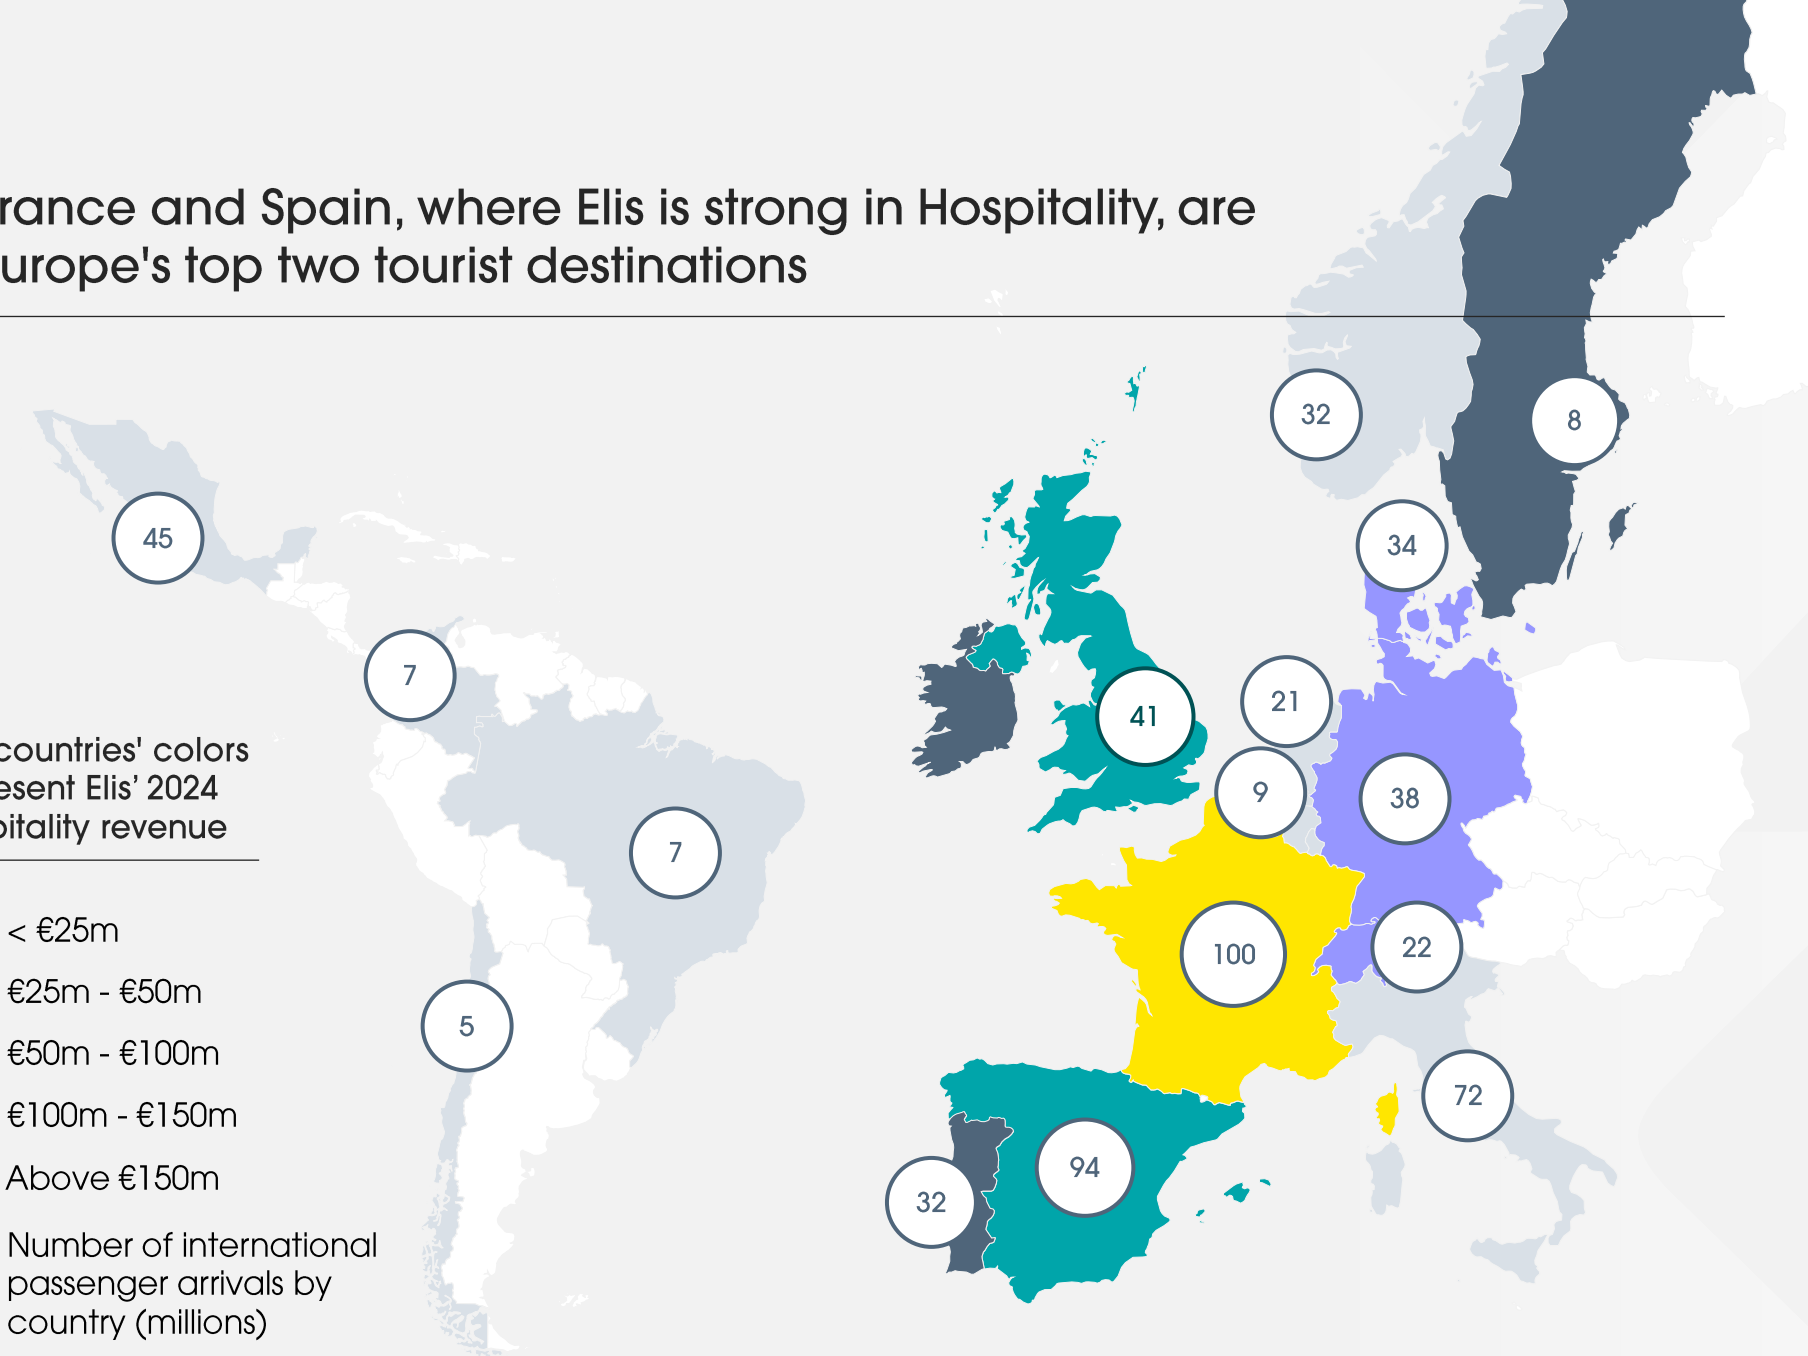 rance and Spain, where Elis is strong in Hospitality, are
urope's top two tourist destinations
32
8
45
34
7
21
41
countries' colors
esent Elis’ 2024
pitality revenue
9
38
7
< €25m
100
22
€25m - €50m
5
€50m - €100m
72
€100m - €150m
94
Above €150m
32
Number of international
passenger arrivals by
country (millions)